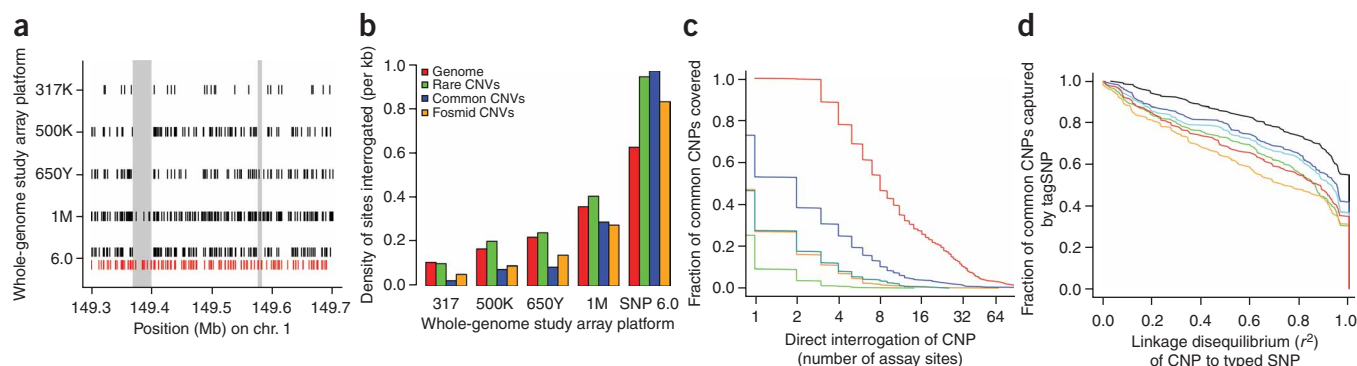 a
Whole-genome study array platform
317K
500K
650Y
1M
6.0
149.3 149.4 149.5 149.6 149.7
Position (Mb) on chr. 1
b
Density of sites interrogated (per kb)
1.0
0.8
0.6
0.4
0.2
0.0
Genome
Rare CNVs
Common CNVs
Fosmid CNVs
317 500K 650Y 1M SNP 6.0
Whole-genome study array platform
c
Fraction of common CNPs covered
1.0
0.8
0.6
0.4
0.2
0.0
1 2 4 8 16 32 64
Direct interrogation of CNP
(number of assay sites)
d
Fraction of common CNPs captured
by tagSNP
1.0
0.8
0.6
0.4
0.2
0.0
0.0 0.2 0.4 0.6 0.8 1.0
Linkage disequilibrium (r²)
of CNP to typed SNP